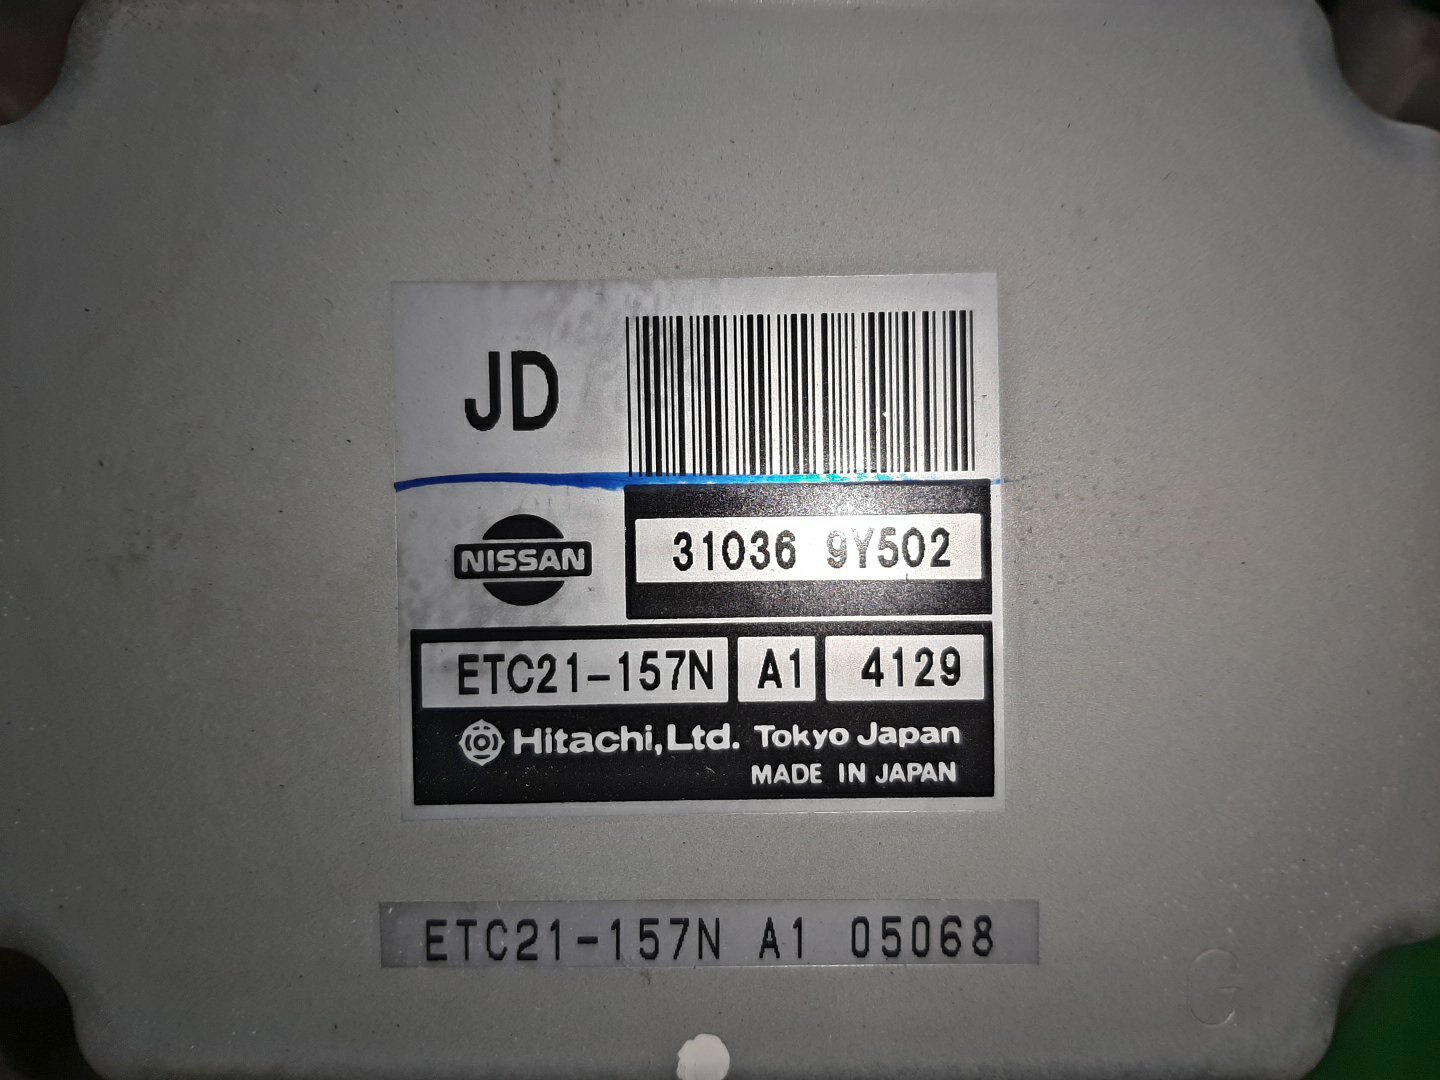 JD
NISSAN
31036 9Y502
ETC21-157N A1 4129
Hitachi, Ltd. Tokyo Japan
MADE IN JAPAN
ETC21-157N A1 05068
G